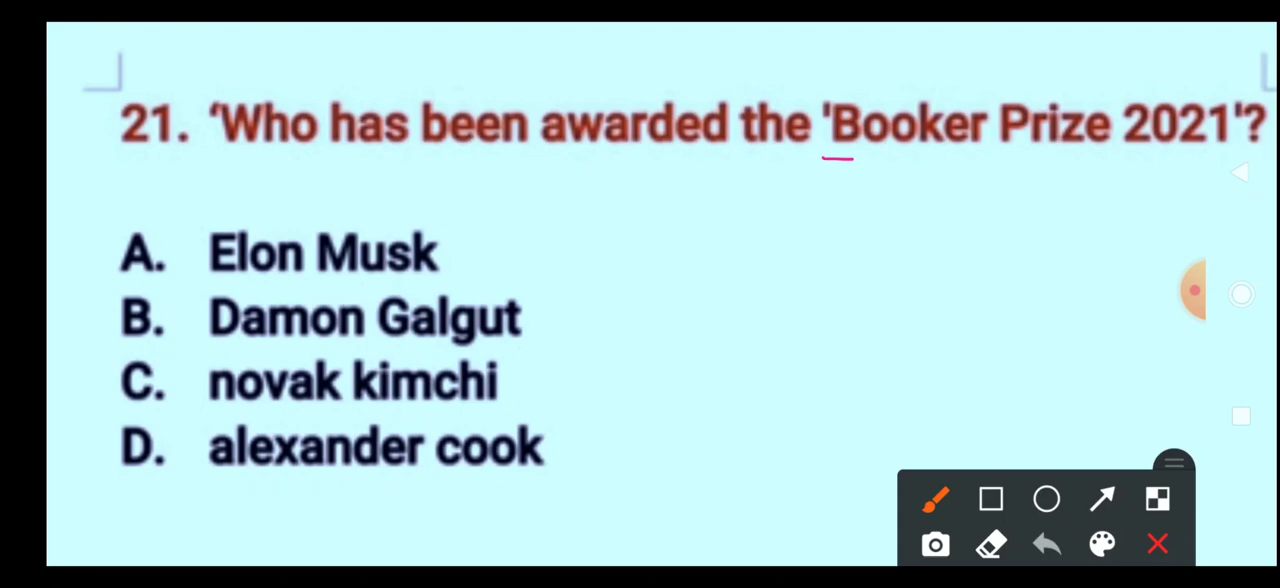 21. ‘Who has been awarded the 'Booker Prize 2021'?
A. Elon Musk
B. Damon Galgut
C. novak kimchi
D. alexander cook